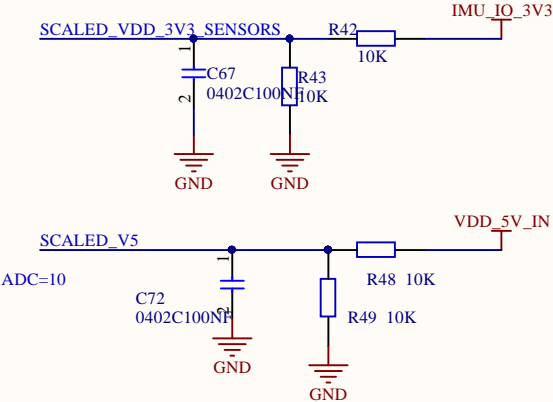 IMU_IO_3V3
SCALED_VDD_3V3_SENSORS
R42
10K
1
C67
2
0402C100NF
R43
10K
GND
GND
VDD_5V_IN
SCALED_V5
1
ADC=10
R48 10K
C72
2
0402C100NF
R49 10K
GND
GND